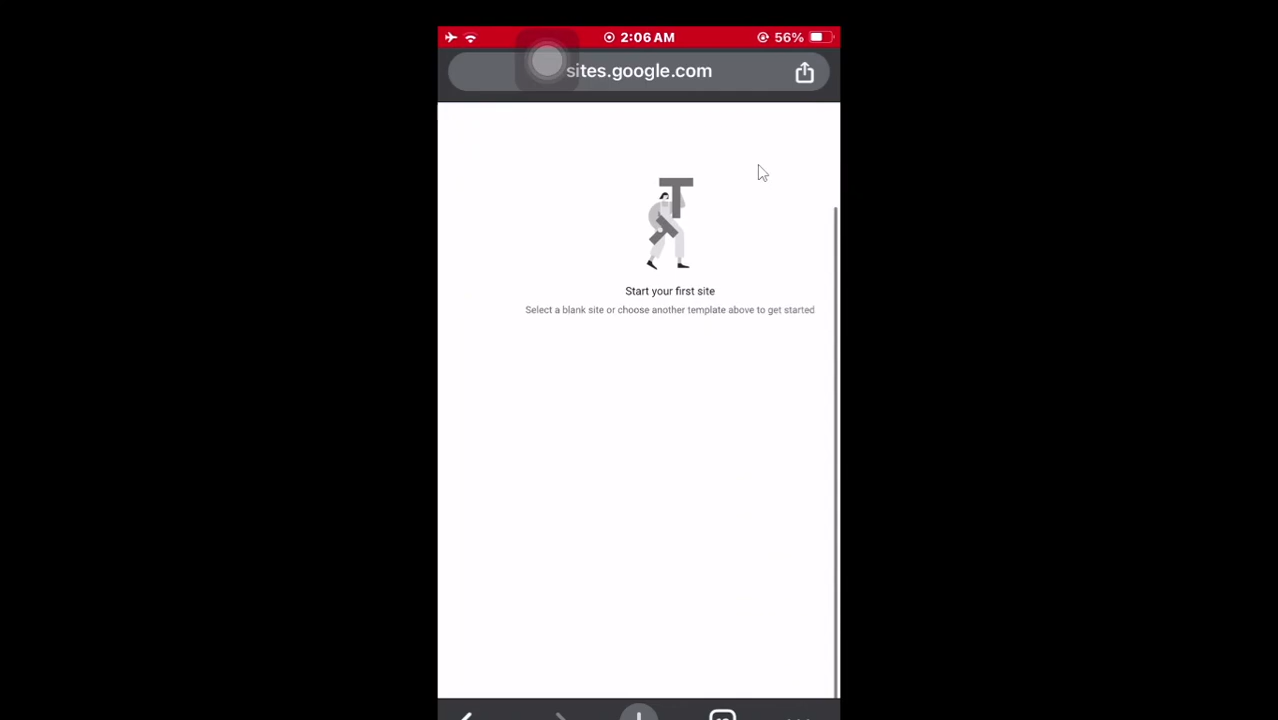 2:06 AM 56%
sites.google.com
Start your first site
Select a blank site or choose another template above to get started